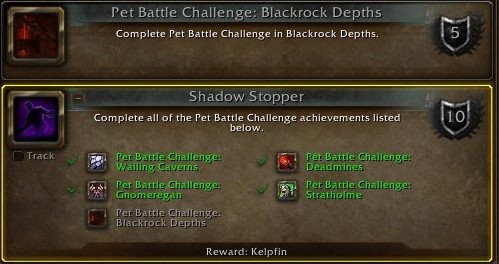 Pet Battle Challenge: Blackrock Depths
Complete Pet Battle Challenge in Blackrock Depths.
5
Shadow Stopper
Complete all of the Pet Battle Challenge achievements listed
below.
10
Track
Pet Battle Challenge:
Wailing Caverns
Pet Battle Challenge:
Deadmines
Pet Battle Challenge:
Gnomeregan
Pet Battle Challenge:
Stratholme
Pet Battle Challenge:
Blackrock Depths
Reward: Kelpfin